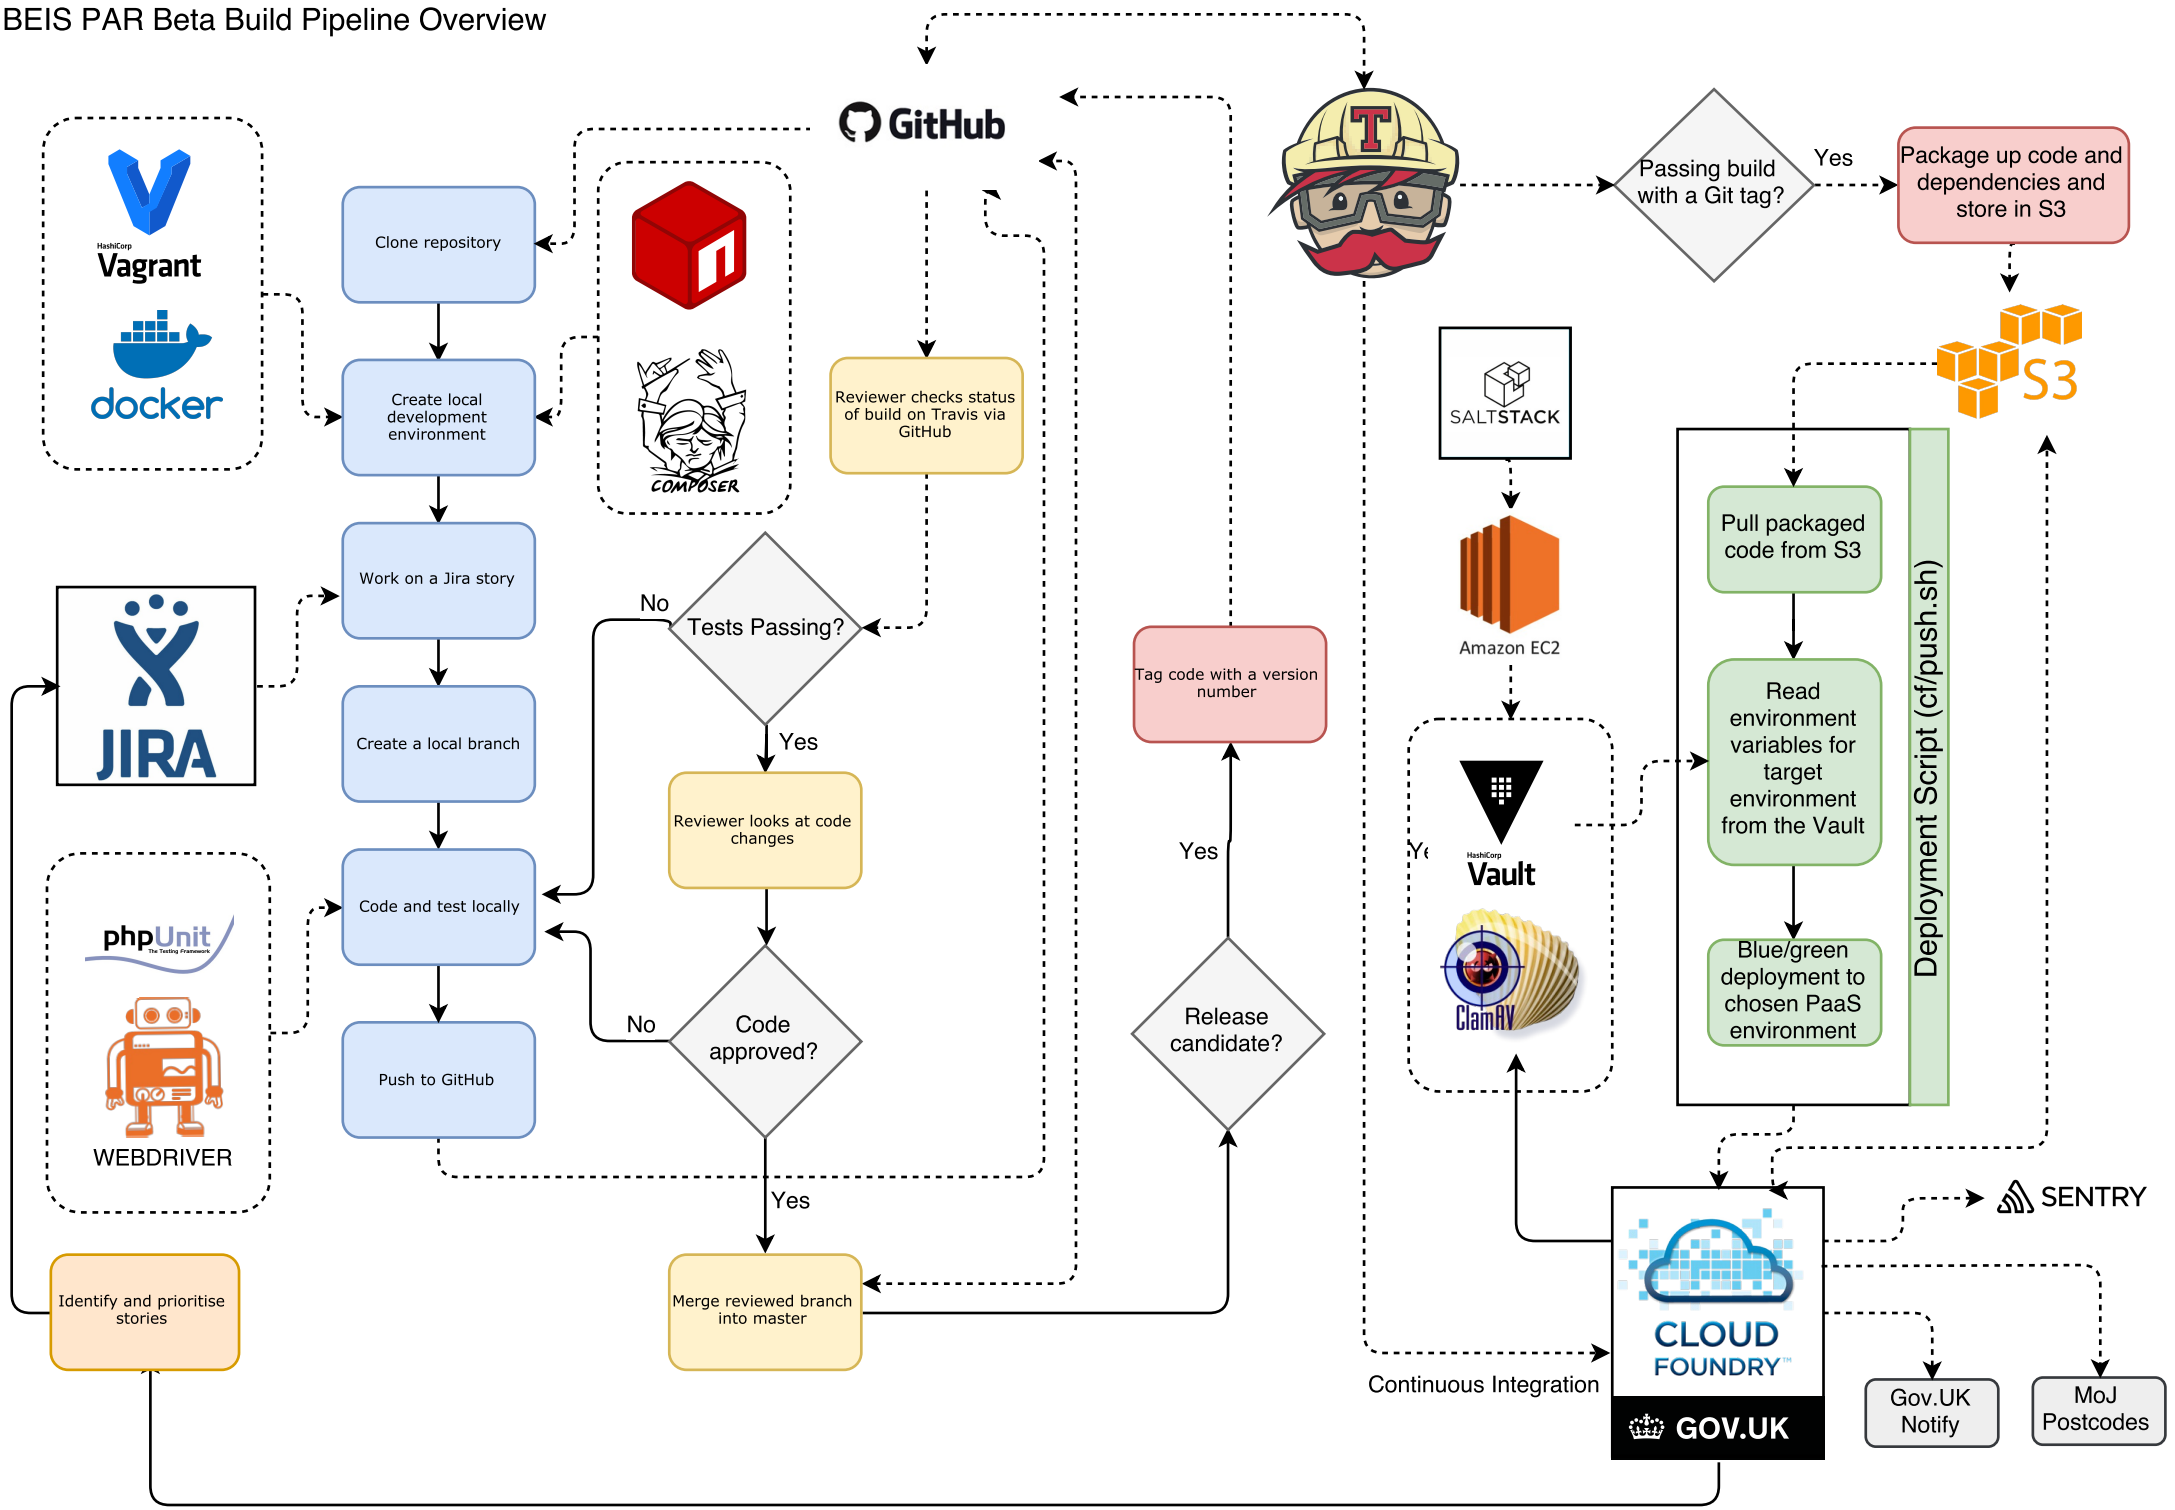 BEIS PAR Beta Build Pipeline Overview
HashiCorp
Vagrant
docker
Clone repository
Create local
development
environment
Work on a Jira story
Create a local branch
Code and test locally
Push to GitHub
JIRA
phpUnit
The Testing Framework
WEBDRIVER
Identify and prioritise
stories
n
COMPOSER
GitHub
Reviewer checks status
of build on Travis via
GitHub
Tests Passing?
No
Yes
Reviewer looks at code
changes
Code
approved?
No
Yes
Merge reviewed branch
into master
Release
candidate?
Yes
Tag code with a version
number
T
Passing build
with a Git tag?
Yes
Package up code and
dependencies and
store in S3
S3
SALTSTACK
Amazon EC2
HashiCorp
Vault
ClamAV
Pull packaged
code from S3
Read
environment
variables for
target
environment
from the Vault
Blue/green
deployment to
chosen PaaS
environment
Deployment Script (cf/push.sh)
Continuous Integration
CLOUD
FOUNDRY™
GOV.UK
SENTRY
Gov.UK
Notify
MoJ
Postcodes